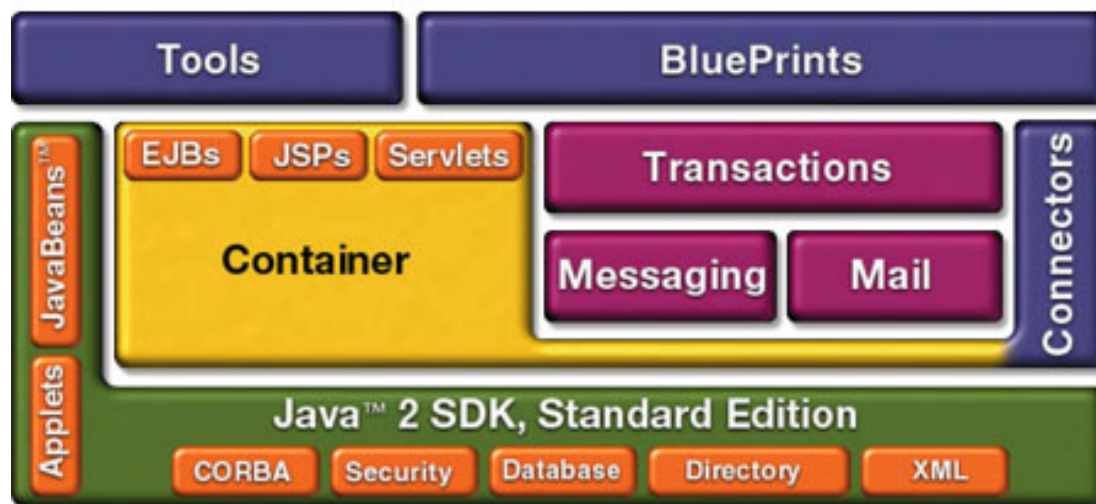 Tools
BluePrints
JavaBeans™
EJBs
JSPs
Servlets
Container
Transactions
Messaging
Mail
Connectors
Applets
Java™ 2 SDK, Standard Edition
CORBA
Security
Database
Directory
XML